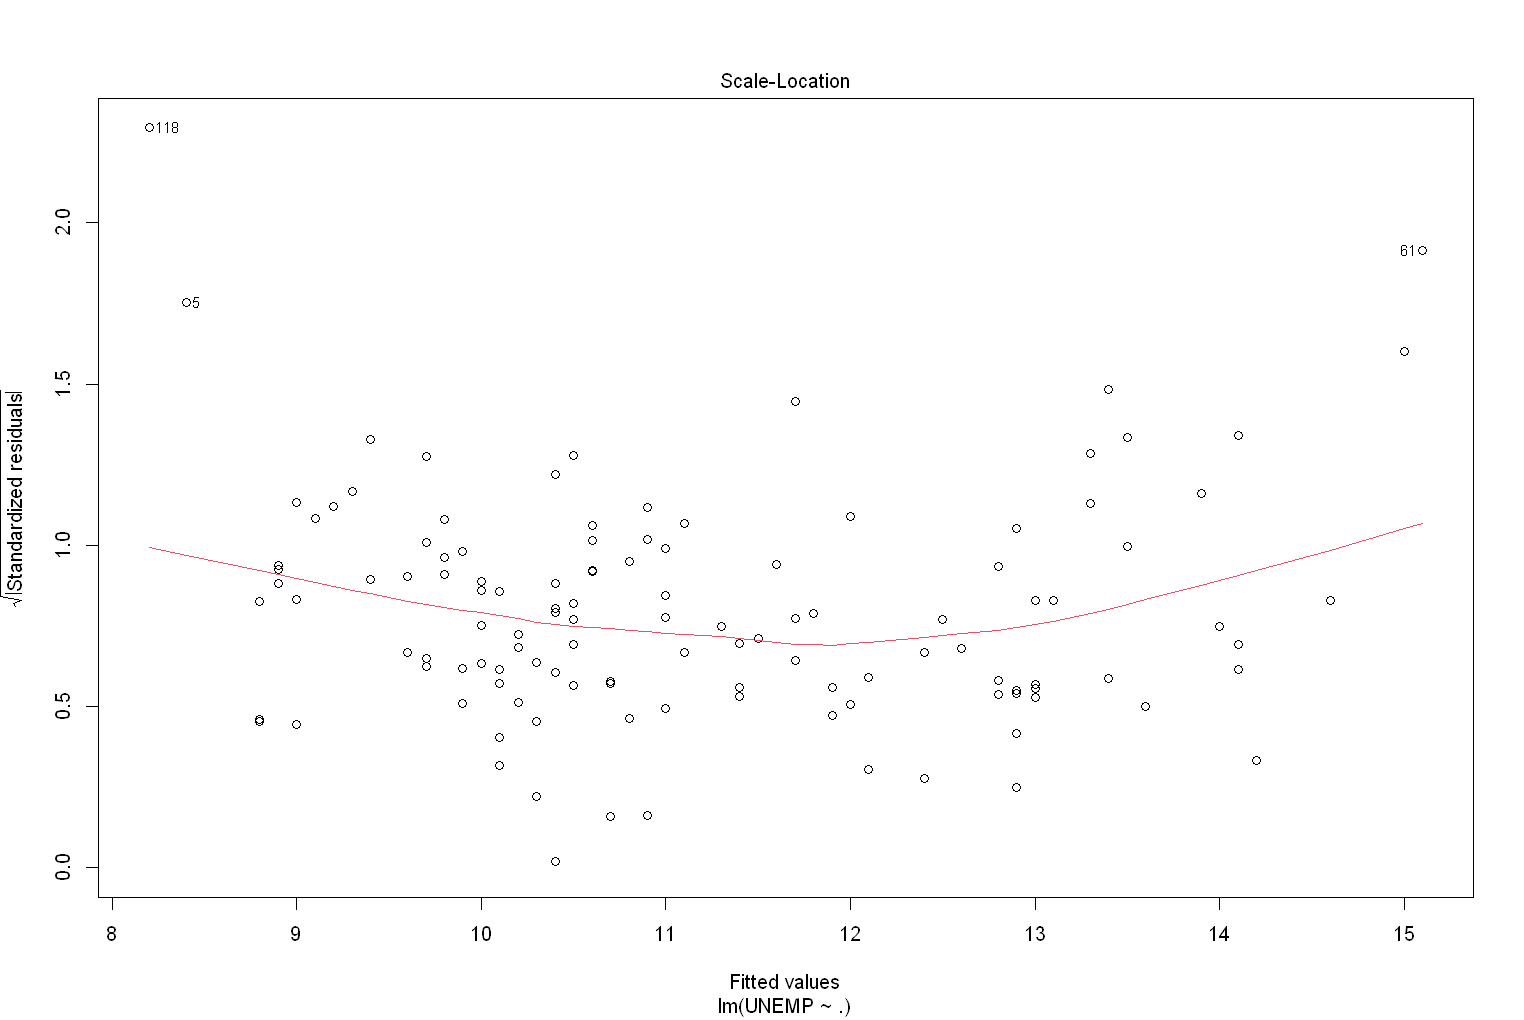 Scale-Location
118
2.0
61
5
1.5
√|Standardized residuals|
1.0
0.5
0.0
8 9 10 11 12 13 14 15
Fitted values
lm(UNEMP ~ .)